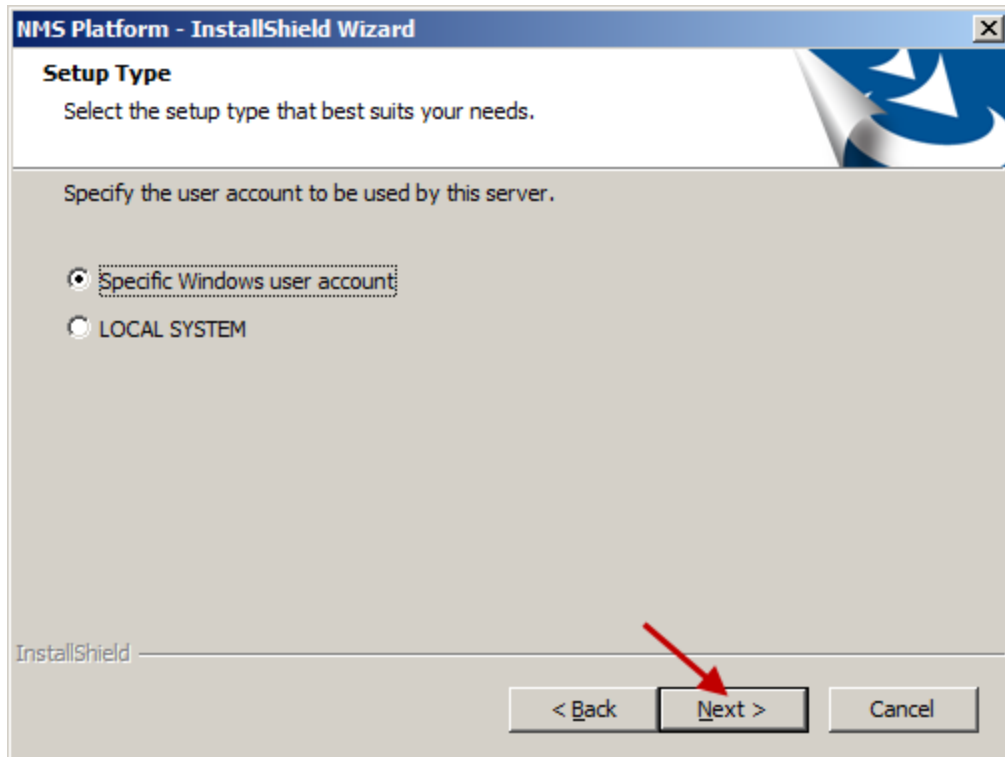 NMS Platform - InstallShield Wizard
Setup Type
Select the setup type that best suits your needs.
Specify the user account to be used by this server.
Specific Windows user account
LOCAL SYSTEM
InstallShield
< Back
Next >
Cancel